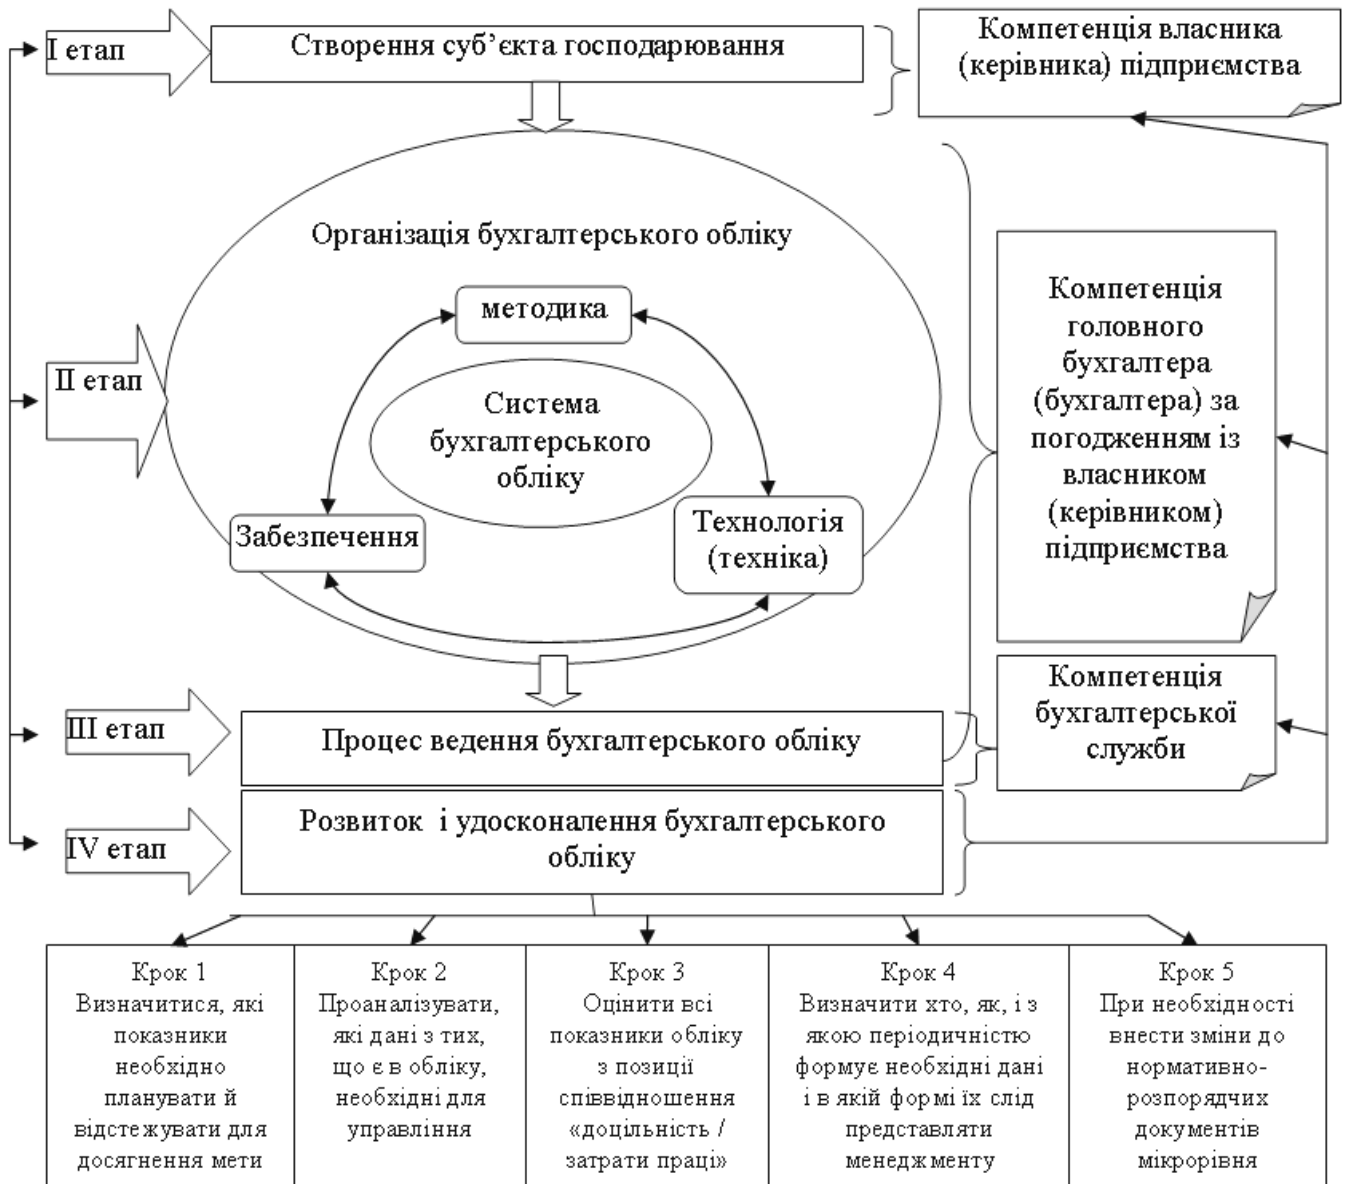 І етап
Створення суб’єкта господарювання
Компетенція власника
(керівника) підприємства
Організація бухгалтерського обліку
методика
ІІ етап
Система
бухгалтерського
обліку
Забезпечення
Технологія
(техніка)
Компетенція
головного
бухгалтера
(бухгалтера) за
погодженням із
власником
(керівником)
підприємства
ІІІ етап
Процес ведення бухгалтерського обліку
Компетенція
бухгалтерської
служби
IV етап
Розвиток і удосконалення бухгалтерського
обліку
Крок 1
Визначитися, які
показники
необхідно
планувати й
відстежувати для
досягнення мети
Крок 2
Проаналізувати,
які дані з тих,
що є в обліку,
необхідні для
управління
Крок 3
Оцінити всі
показники обліку
з позиції
співвідношення
«доцільність /
затрати праці»
Крок 4
Визначити хто, як, і з
якою періодичністю
формує необхідні дані
і в якій формі їх слід
представляти
менеджменту
Крок 5
При необхідності
внести зміни до
нормативно-
розпорядчих
документів
мікрорівня